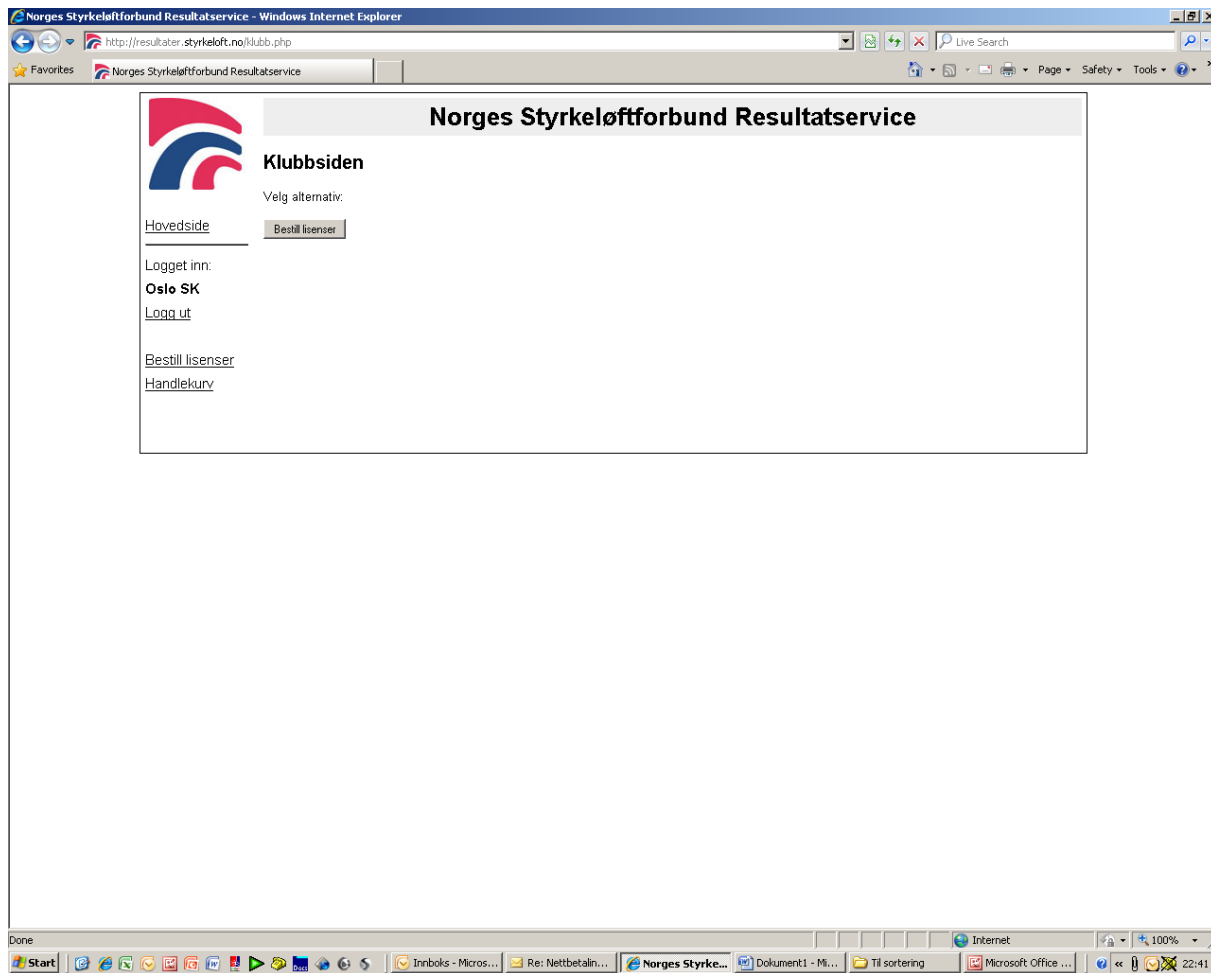 Norges Styrkeløftforbund Resultatservice - Windows Internet Explorer
http://resultater.styrkeloft.no/klubb.php
Live Search
Favorites
Norges Styrkeløftforbund Resultatservice
Page
Safety
Tools
Norges Styrkeløftforbund Resultatservice
Klubbsiden
Velg alternativ:
Bestill lisenser
Hovedside
Logget inn:
Oslo SK
Logg ut
Bestill lisenser
Handlekurv
Done
Internet
100%
Start
Innboks - Micros...
Re: Nettbetalin...
Norges Styrke...
Dokument1 - Mi...
Til sortering
Microsoft Office ...
22:41